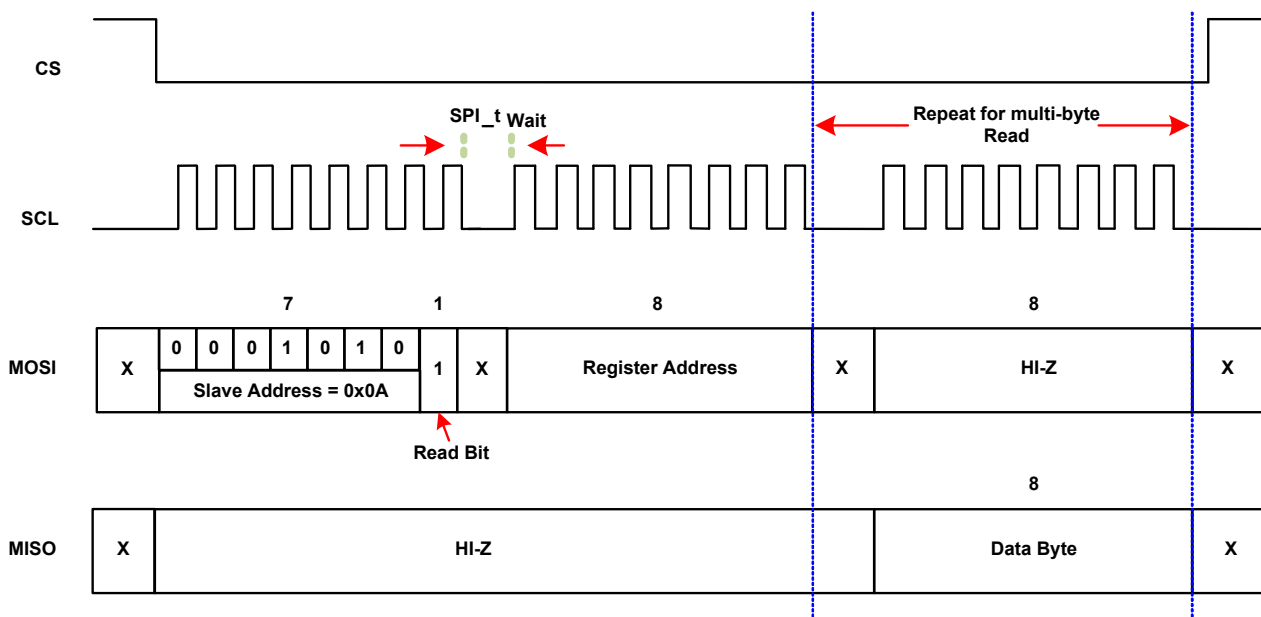 CS
SPI_t Wait
Repeat for multi-byte
Read
SCL
7 1 8 8
MOSI X 0 0 0 1 0 1 0 1 X Register Address X HI-Z X
Slave Address = 0x0A
Read Bit
8
MISO X HI-Z Data Byte X